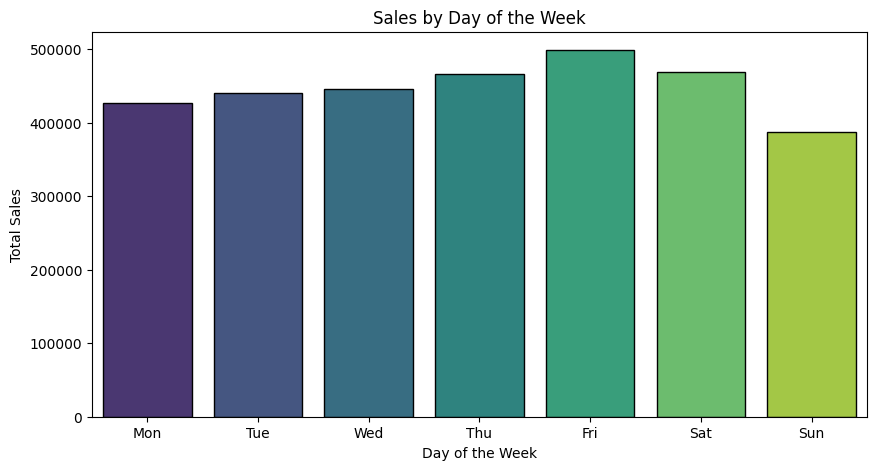 Sales by Day of the Week
Total Sales
500000
400000
300000
200000
100000
0
Mon Tue Wed Thu Fri Sat Sun
Day of the Week